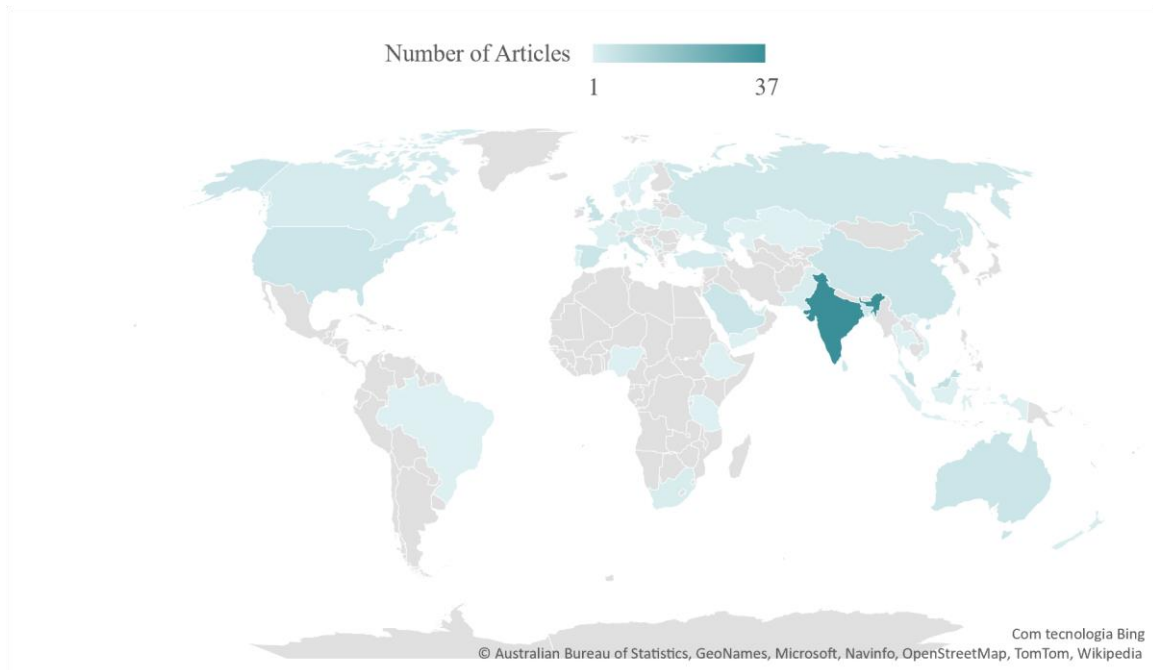 Number of Articles
1 37
Com tecnologia Bing
© Australian Bureau of Statistics, GeoNames, Microsoft, Navinfo, OpenStreetMap, TomTom, Wikipedia